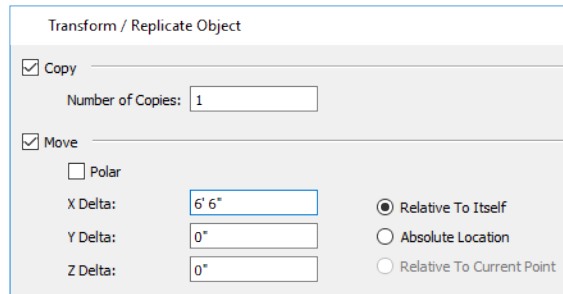 Transform / Replicate Object
Copy
Number of Copies: 1
Move
Polar
X Delta: 6' 6" Relative To Itself
Y Delta: 0" Absolute Location
Z Delta: 0" Relative To Current Point